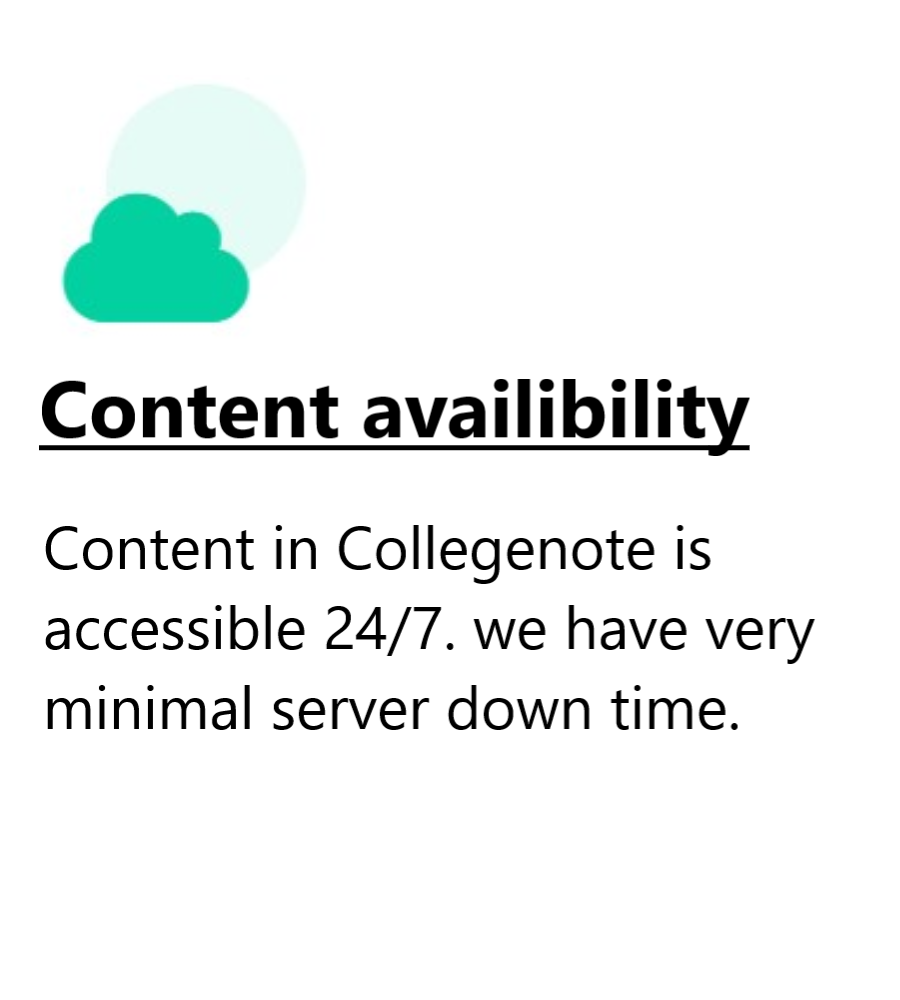 Content availibility
Content in Collegenote is
accessible 24/7. we have very
minimal server down time.